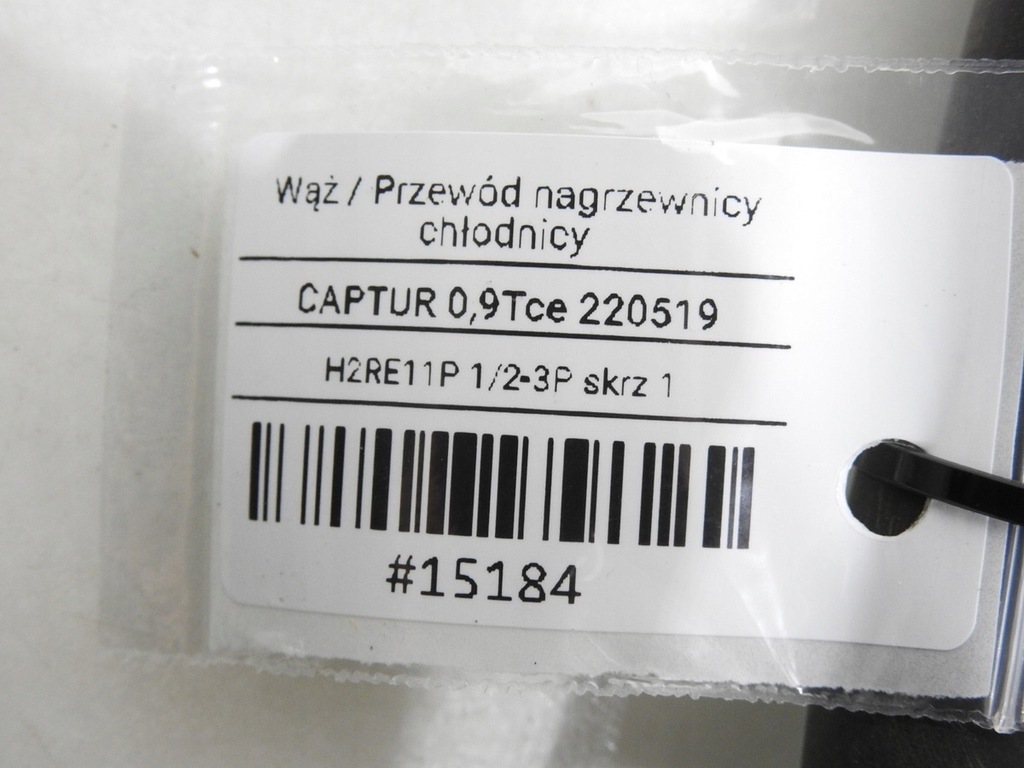 Wąż / Przewód nagrzewnicy
chłodnicy
CAPTUR 0,9Tce 220519
H2RE11P 1/2-3P skrz 1
#15184